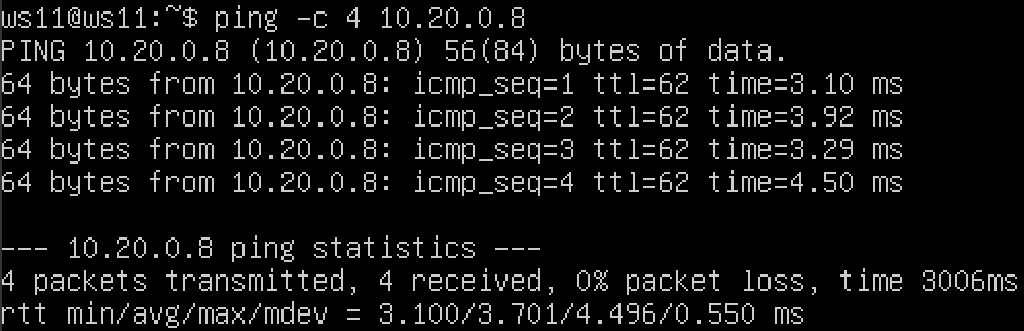 ws11@ws11:~$ ping -c 4 10.20.0.8
PING 10.20.0.8 (10.20.0.8) 56(84) bytes of data.
64 bytes from 10.20.0.8: icmp_seq=1 ttl=62 time=3.10 ms
64 bytes from 10.20.0.8: icmp_seq=2 ttl=62 time=3.92 ms
64 bytes from 10.20.0.8: icmp_seq=3 ttl=62 time=3.29 ms
64 bytes from 10.20.0.8: icmp_seq=4 ttl=62 time=4.50 ms
--- 10.20.0.8 ping statistics ---
4 packets transmitted, 4 received, 0% packet loss, time 3006ms
rtt min/avg/max/mdev = 3.100/3.701/4.496/0.550 ms